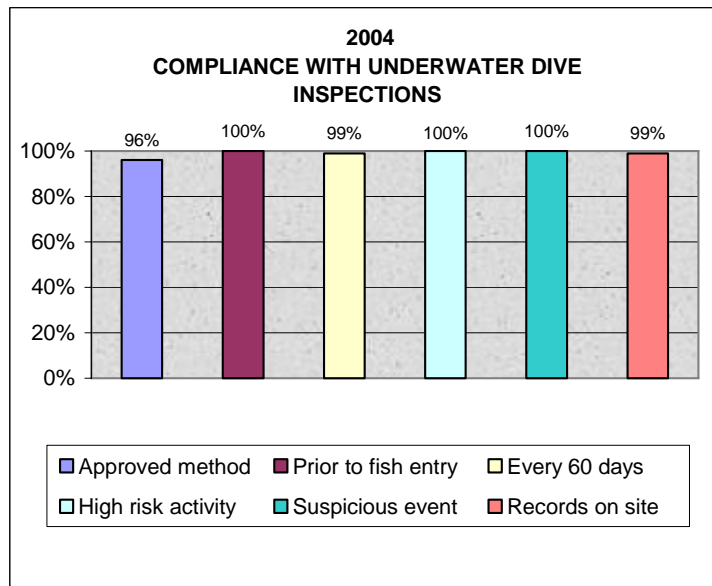 2004
COMPLIANCE WITH UNDERWATER DIVE
INSPECTIONS
96% 100% 99% 100% 100% 99%
100%
80%
60%
40%
20%
0%
Approved method Prior to fish entry Every 60 days
High risk activity Suspicious event Records on site